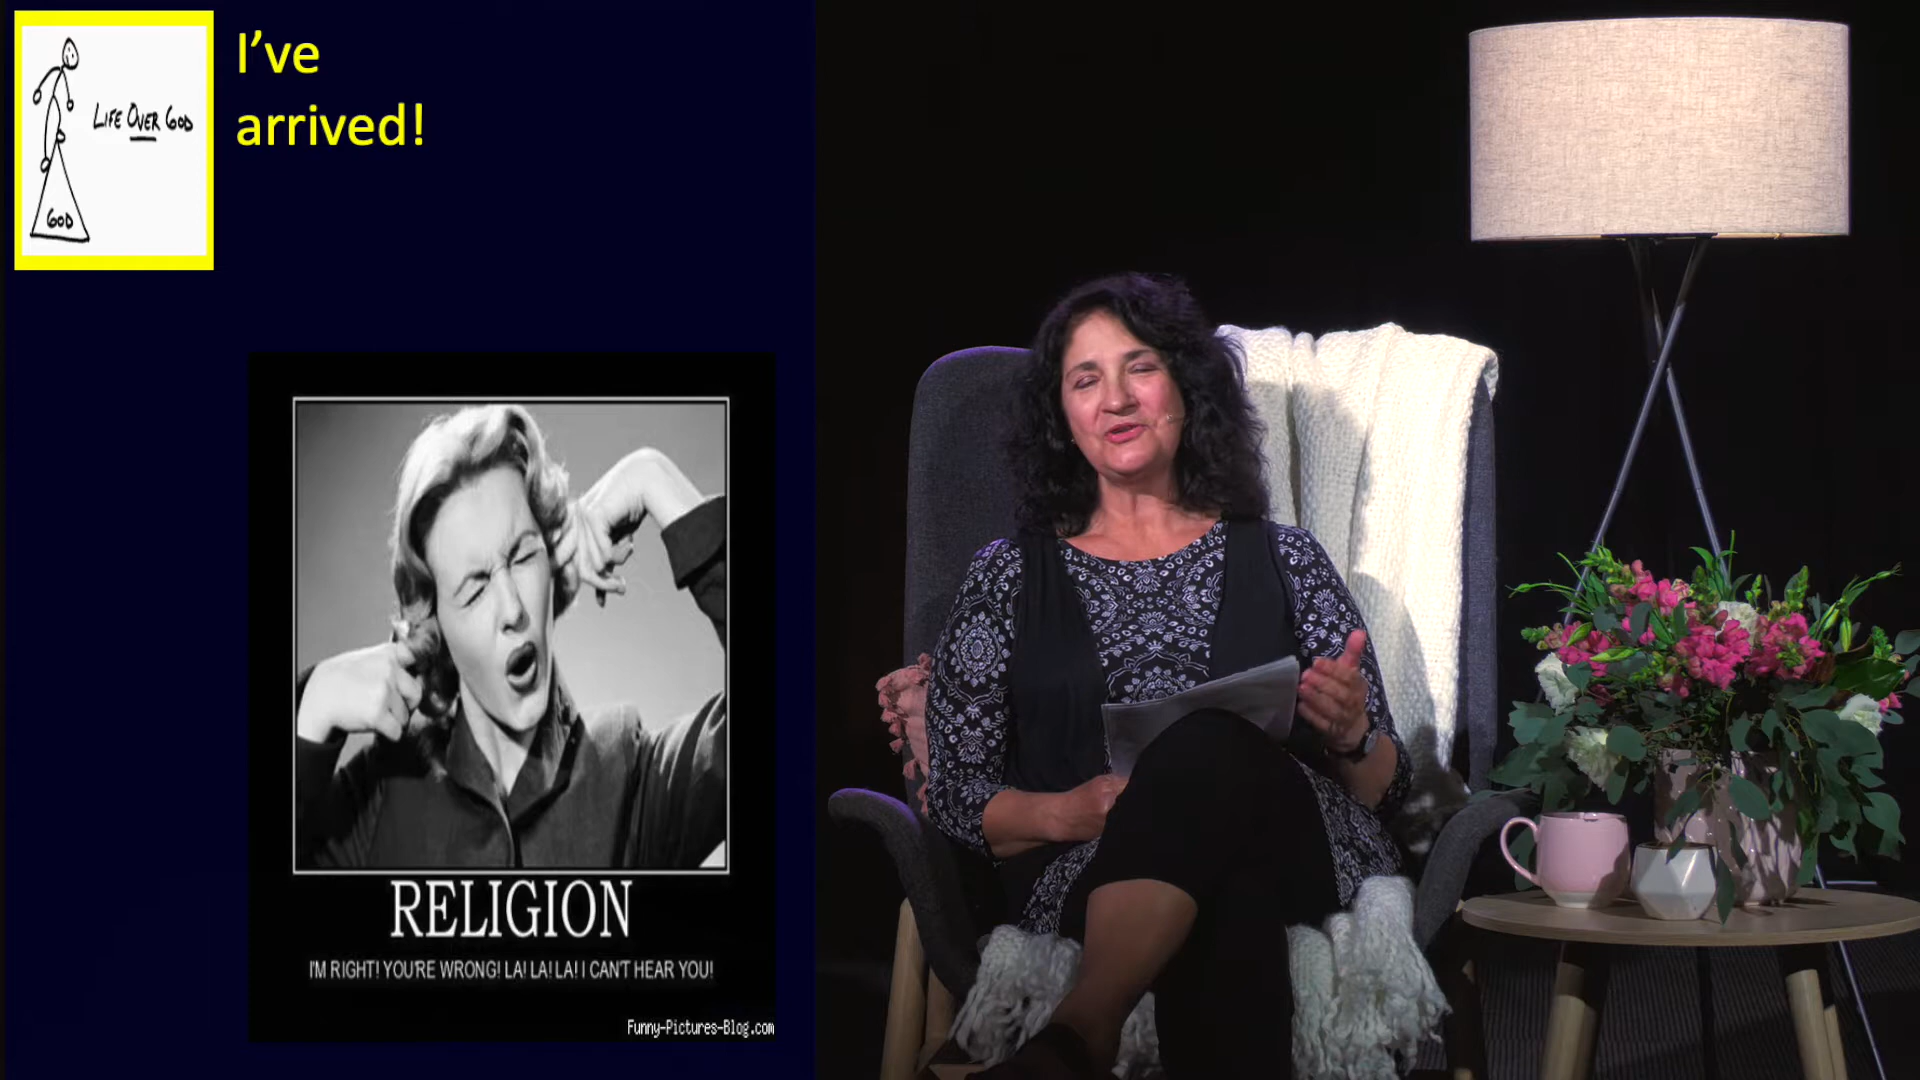 LIFE OVER GOD
GOD
I've
arrived!
RELIGION
I'M RIGHT! YOU'RE WRONG! LA! LA! LA! I CAN'T HEAR YOU!
Funny-Pictures-Blog.com